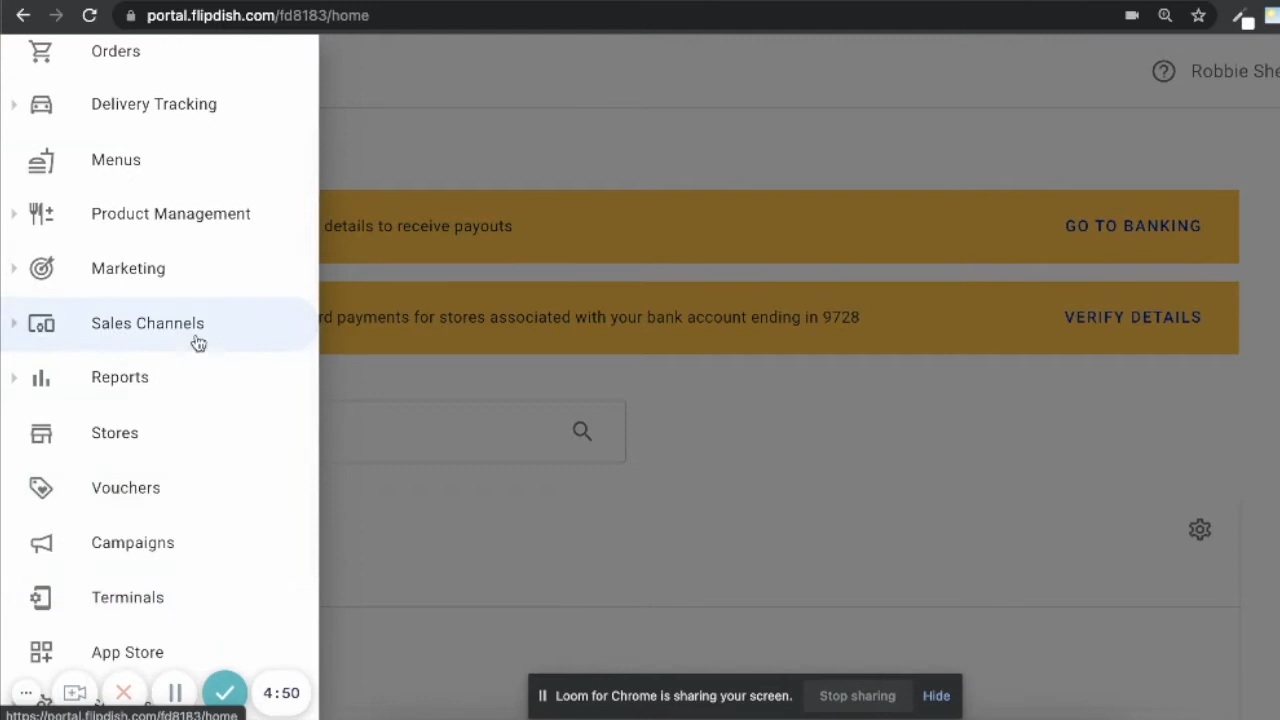 portal.flipdish.com/fd8183/home
Orders
Robbie She
Delivery Tracking
Menus
Product Management
details to receive payouts
GO TO BANKING
Marketing
Sales Channels
rd payments for stores associated with your bank account ending in 9728
VERIFY DETAILS
Reports
Stores
Vouchers
Campaigns
Terminals
App Store
4:50
Loom for Chrome is sharing your screen.
Stop sharing
Hide
https://portal.flipdish.com/fd8183/home